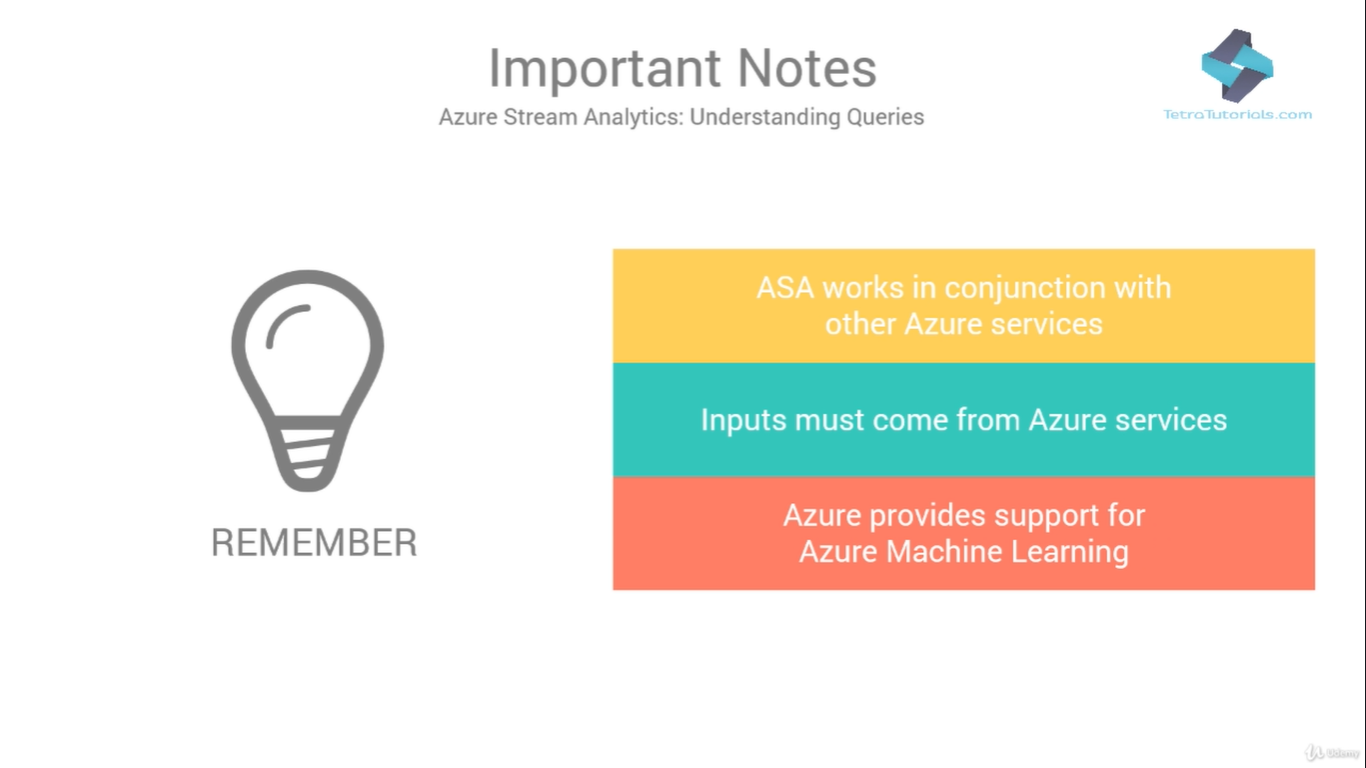 Important Notes
Azure Stream Analytics: Understanding Queries
TetraTutorials.com
ASA works in conjunction with
other Azure services
Inputs must come from Azure services
Azure provides support for
Azure Machine Learning
REMEMBER
Udemy